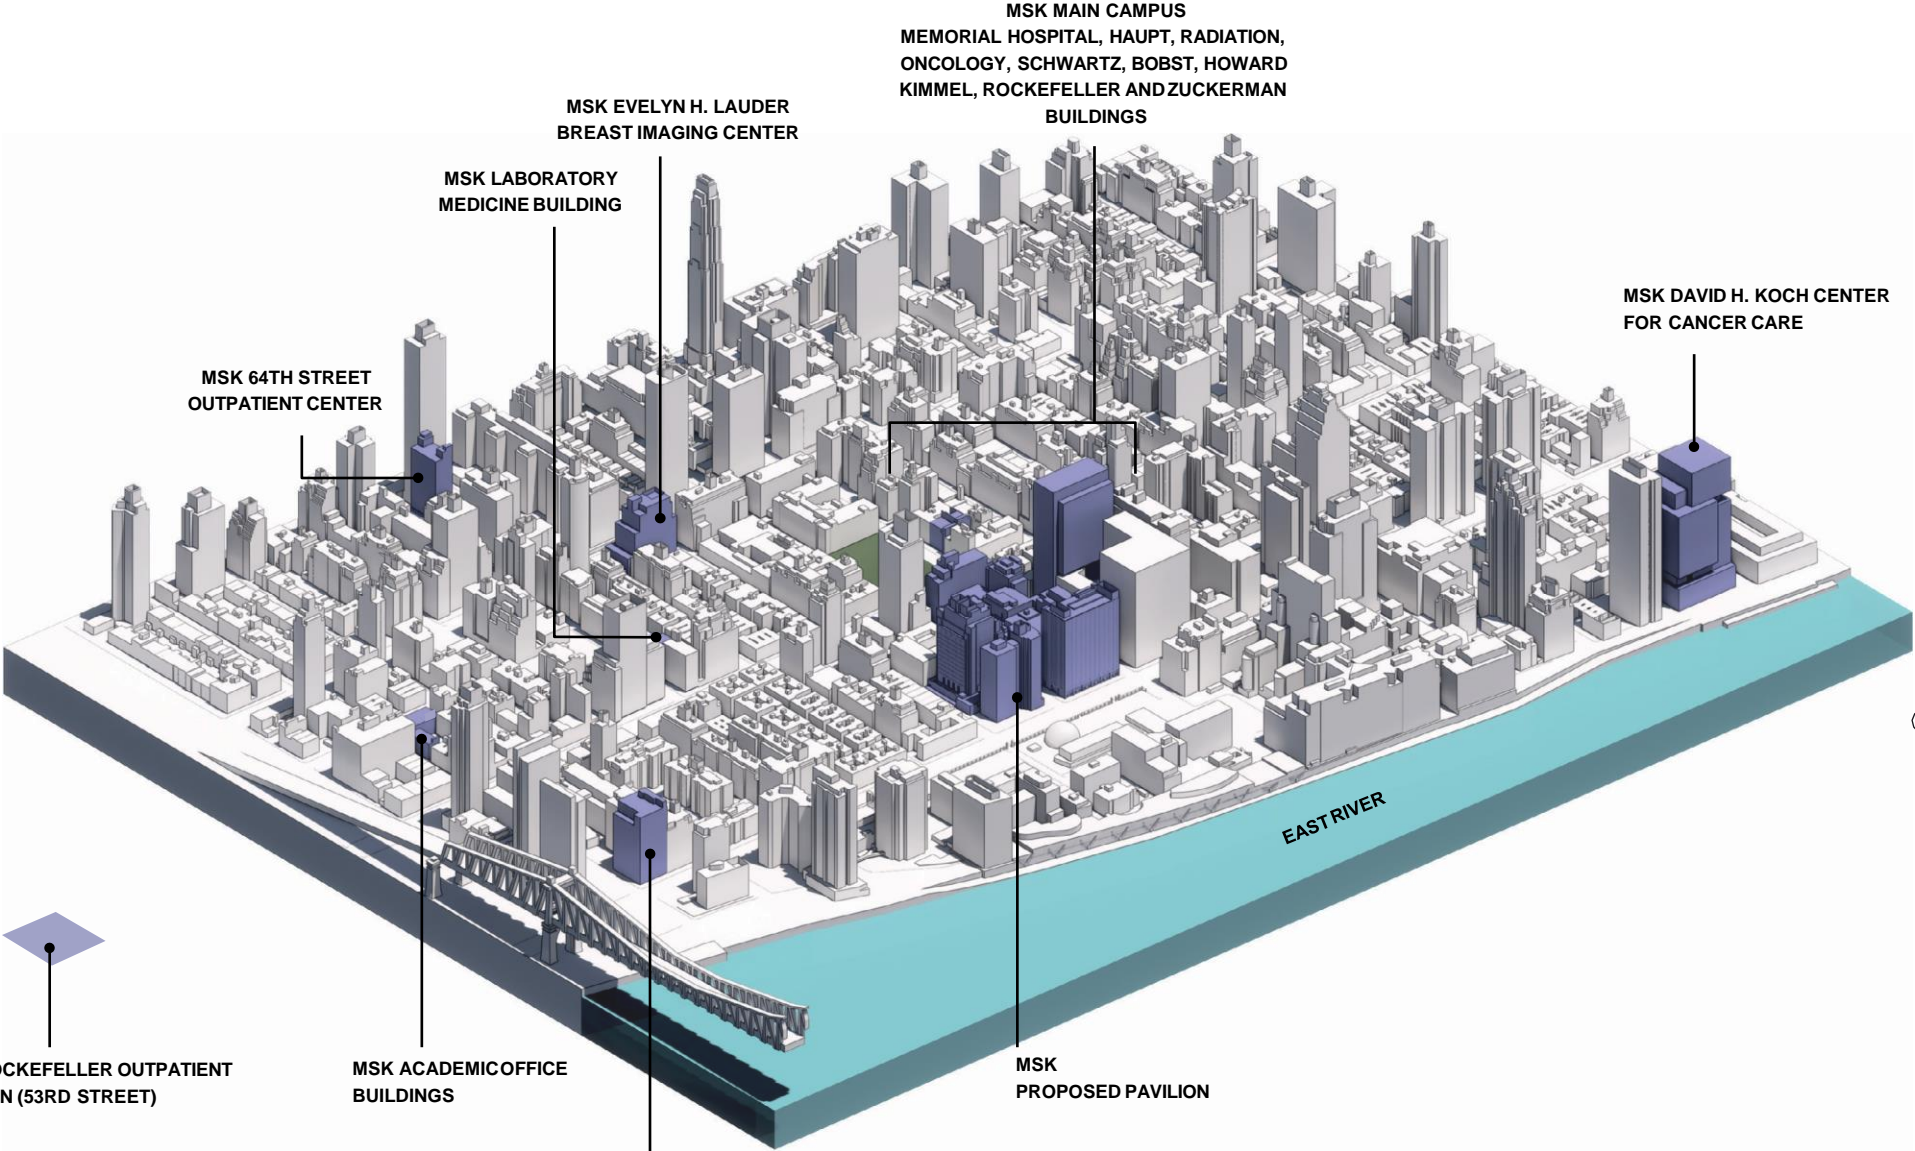 MSK MAIN CAMPUS
MEMORIAL HOSPITAL, HAUPT, RADIATION,
ONCOLOGY, SCHWARTZ, BOBST, HOWARD
KIMMEL, ROCKEFELLER AND ZUCKERMAN
BUILDINGS
MSK EVELYN H. LAUDER
BREAST IMAGING CENTER
MSK LABORATORY
MEDICINE BUILDING
MSK DAVID H. KOCH CENTER
FOR CANCER CARE
MSK 64TH STREET
OUTPATIENT CENTER
EAST RIVER
OCKEFELLER OUTPATIENT
N (53RD STREET)
MSK ACADEMIC OFFICE
BUILDINGS
MSK
PROPOSED PAVILION